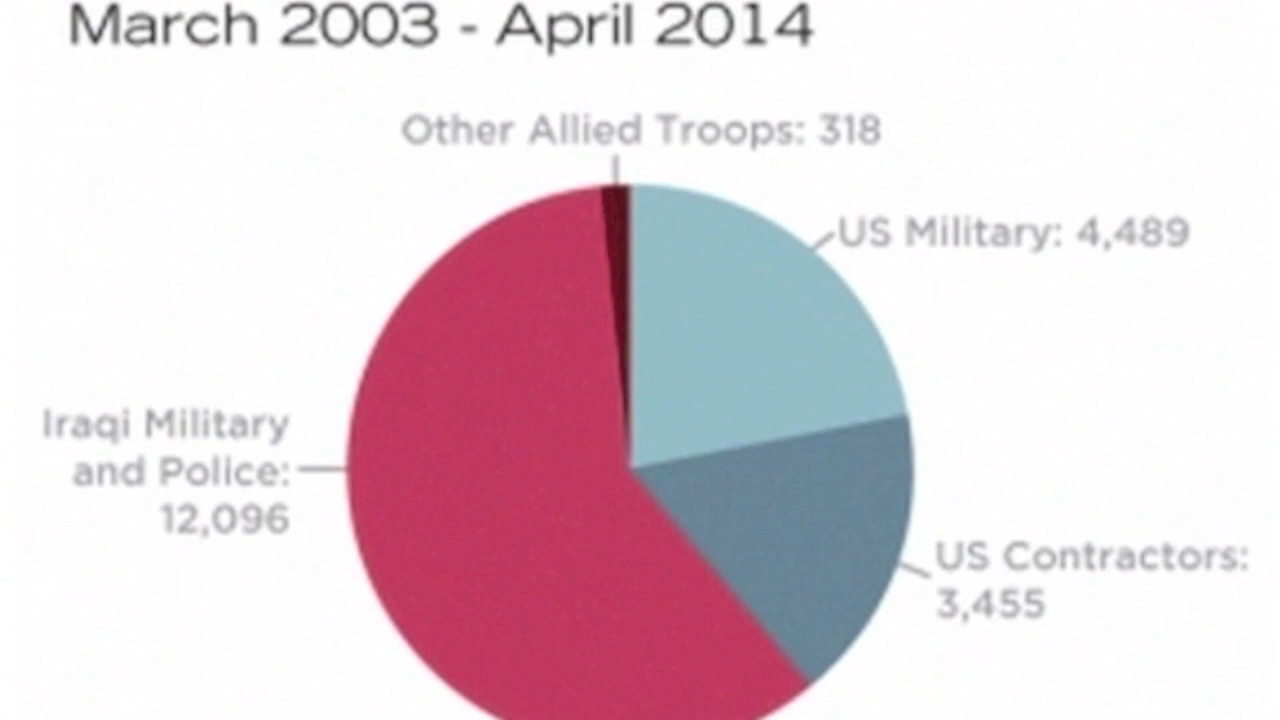 March 2003 - April 2014
Other Allied Troops: 318
US Military: 4,489
Iraqi Military
and Police:
12,096
US Contractors:
3,455